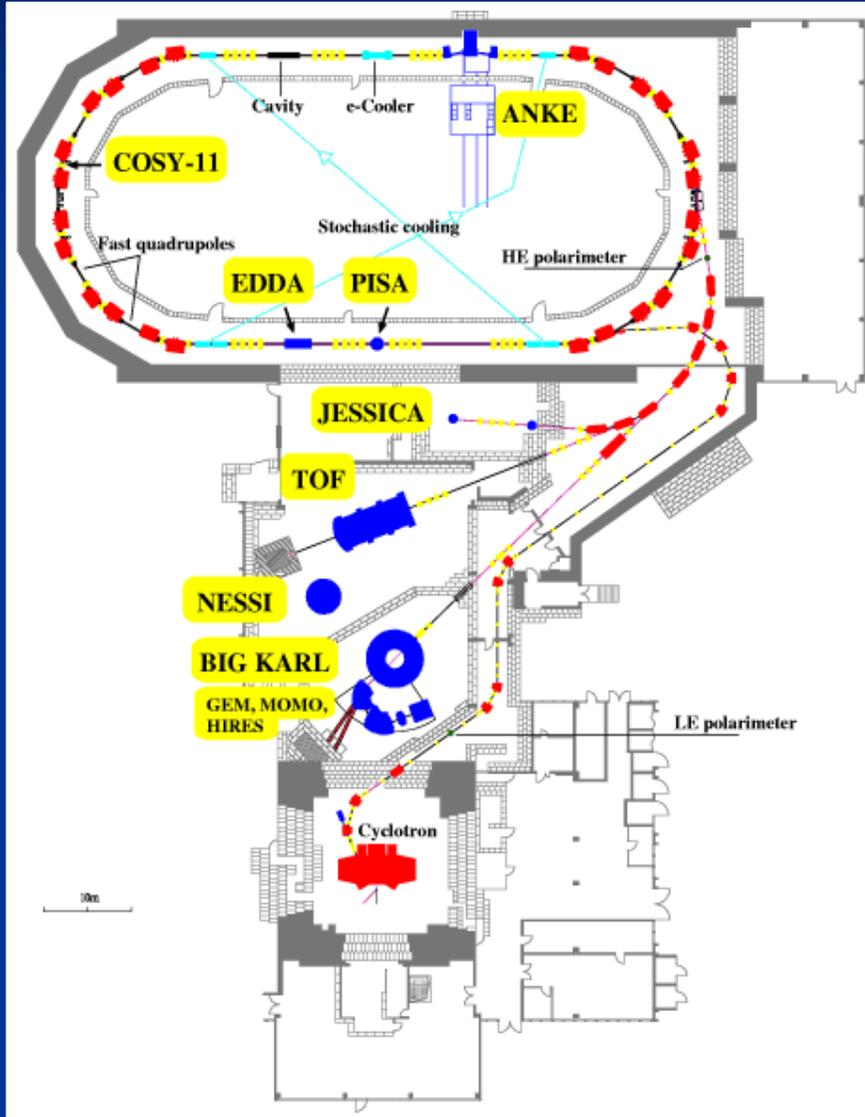 Cavity
e-Cooler
ANKE
COSY-11
Stochastic cooling
Fast quadrupoles
HE polarimeter
EDDA
PISA
JESSICA
TOF
NESSI
BIG KARL
GEM, MOMO,
HIRES
LE polarimeter
Cyclotron
10m